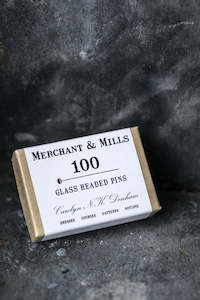 MERCHANT & MILLS
100
GLASS HEADED PINS
Carolyn N.K. Denham